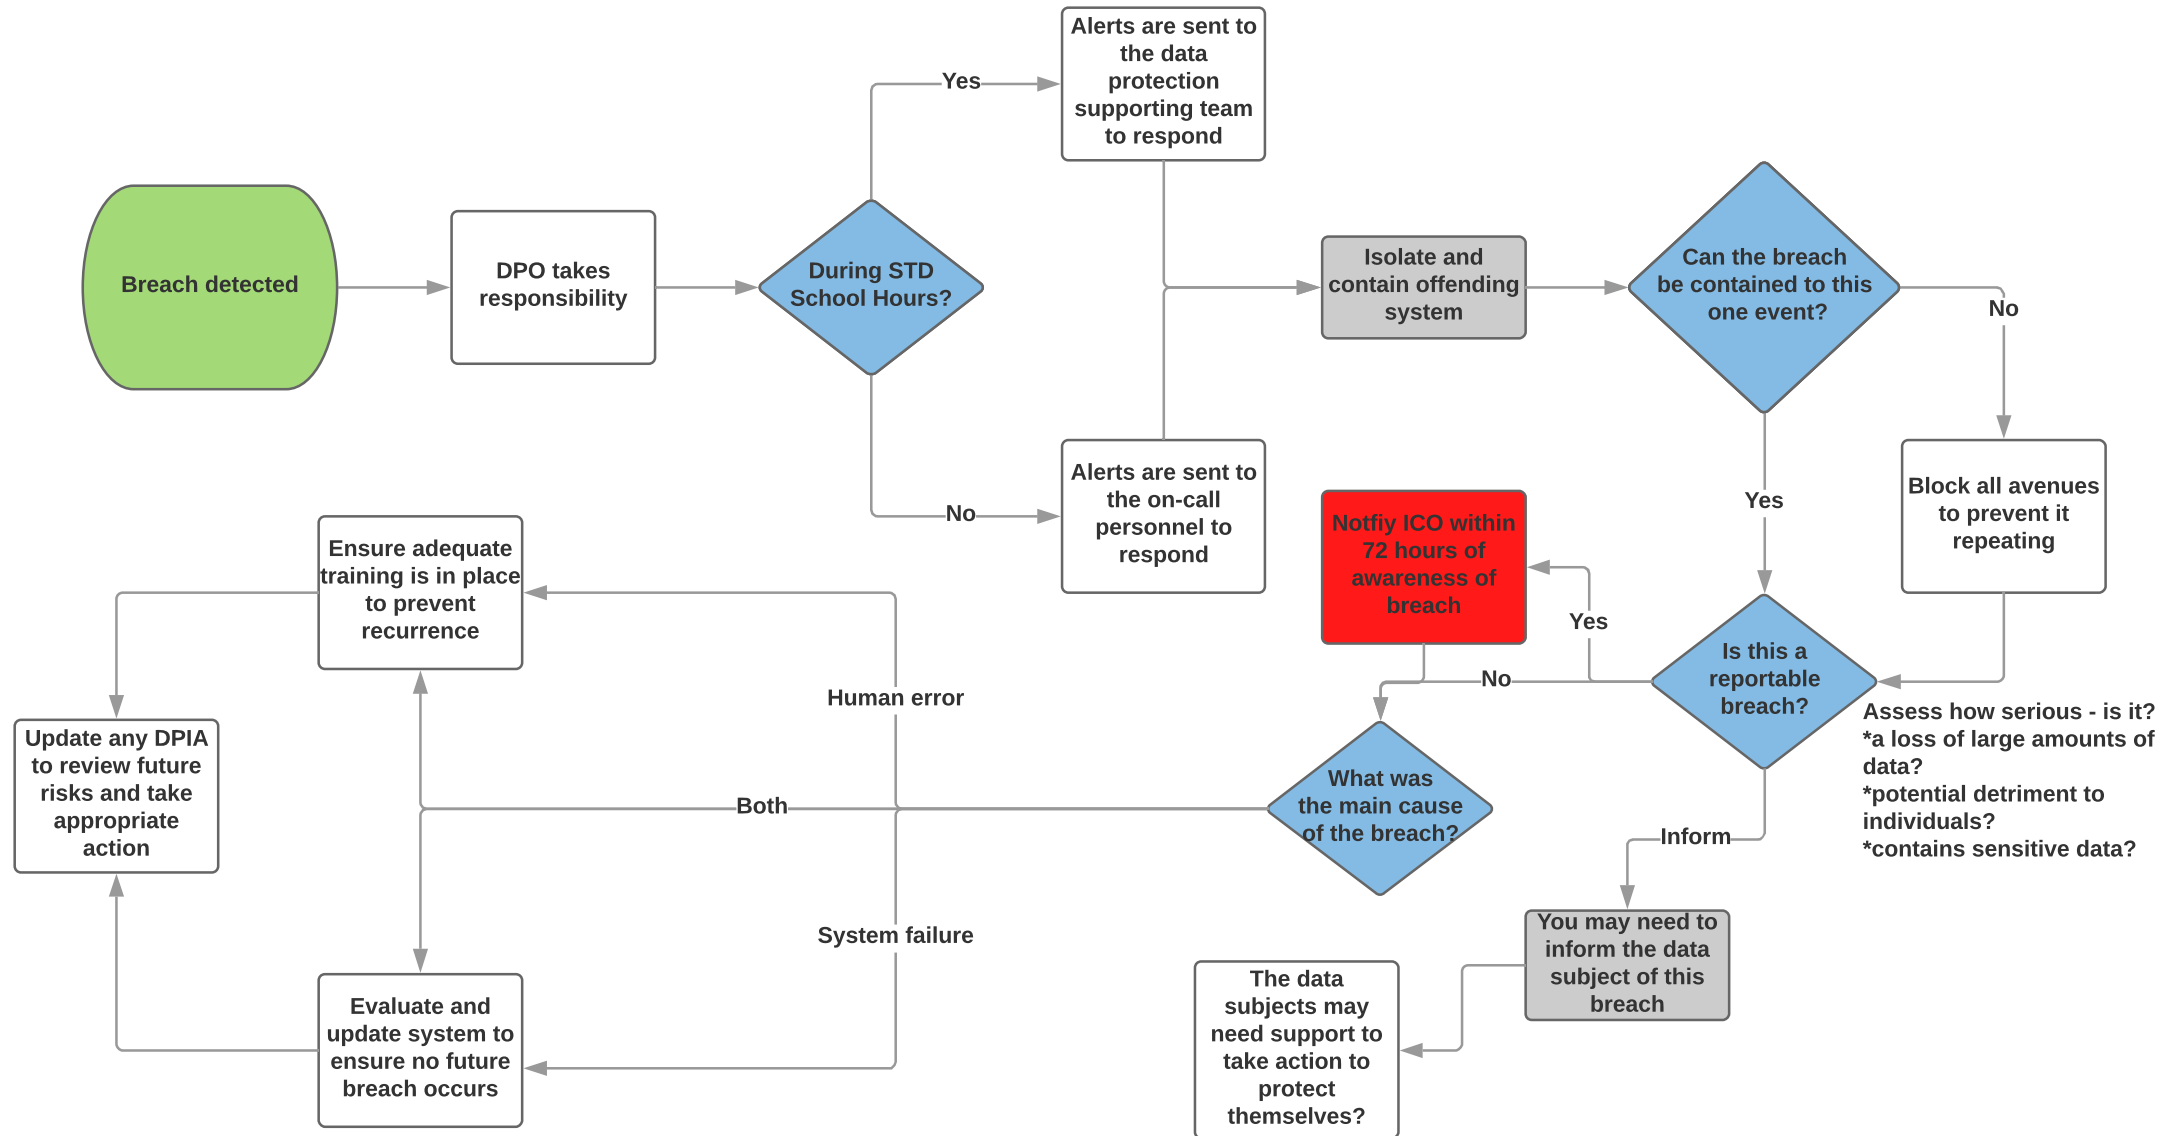 Breach detected
DPO takes
responsibility
During STD
School Hours?
Yes
Alerts are sent to
the data
protection
supporting team
to respond
No
Alerts are sent to
the on-call
personnel to
respond
Isolate and
contain offending
system
Can the breach
be contained to this
one event?
No
Block all avenues
to prevent it
repeating
Yes
Is this a
reportable
breach?
Assess how serious - is it?
*a loss of large amounts of
data?
*potential detriment to
individuals?
*contains sensitive data?
Yes
Notfiy ICO within
72 hours of
awareness of
breach
No
What was
the main cause
of the breach?
Inform
You may need to
inform the data
subject of this
breach
The data
subjects may
need support to
take action to
protect
themselves?
Human error
Both
System failure
Ensure adequate
training is in place
to prevent
recurrence
Evaluate and
update system to
ensure no future
breach occurs
Update any DPIA
to review future
risks and take
appropriate
action